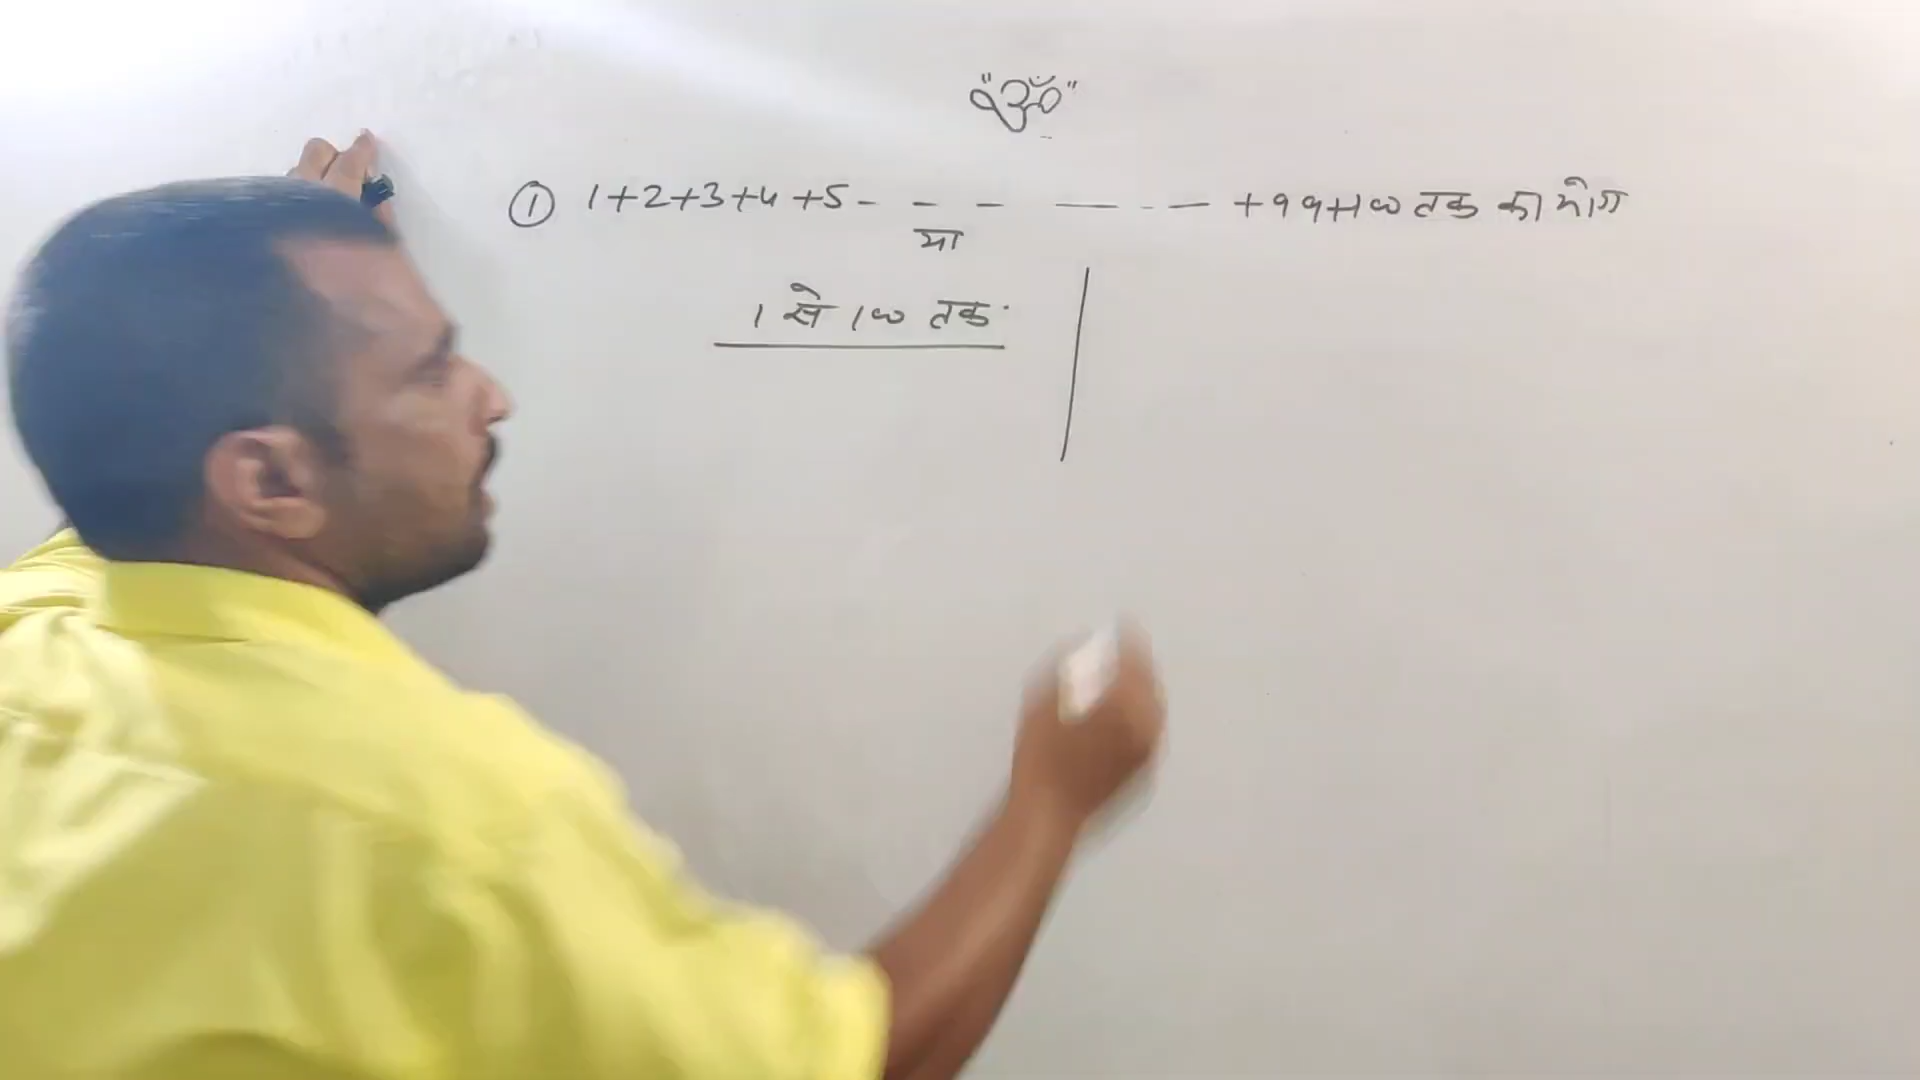 "ॐ"
① 1+2+3+4+5- - - — - — +99+100 तक का योग
या
1 से 100 तक